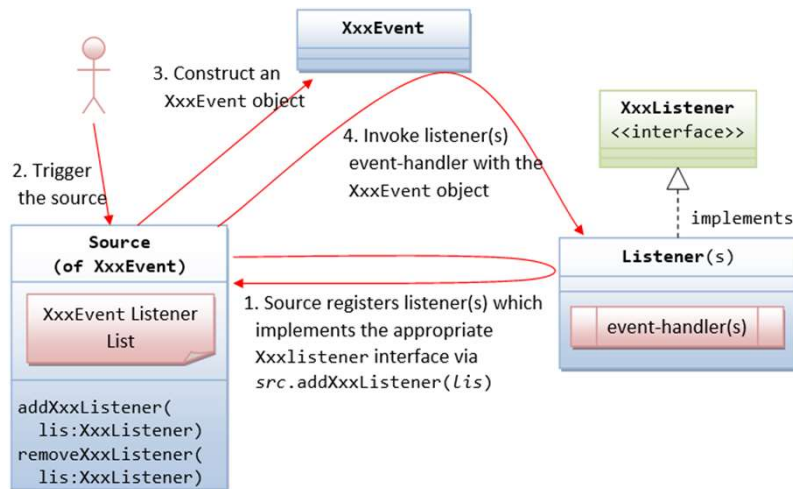 XxxEvent
3. Construct an
XxxEvent object
XxxListener
<<interface>>
4. Invoke listener(s)
event-handler with the
XxxEvent object
2. Trigger
the source
implements
Source
(of XxxEvent)
Listener(s)
XxxEvent Listener
List
1. Source registers listener(s) which
implements the appropriate
Xxxlistener interface via
src.addXxxListener(lis)
event-handler(s)
addXxxListener(
lis:XxxListener)
removeXxxListener(
lis:XxxListener)